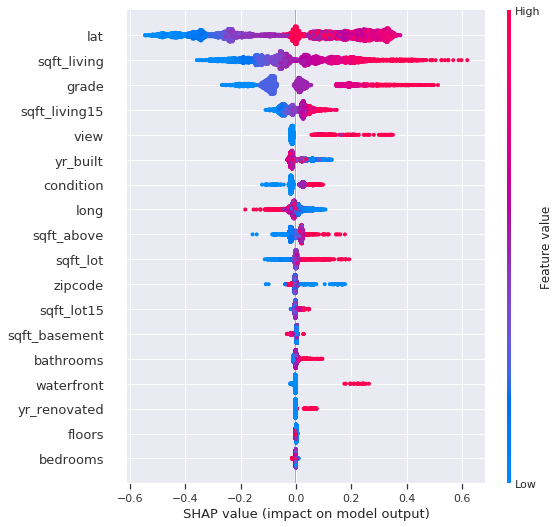 High
lat
sqft_living
grade
sqft_living15
view
yr_built
condition
long
sqft_above
sqft_lot
zipcode
sqft_lot15
sqft_basement
bathrooms
waterfront
yr_renovated
floors
bedrooms
Low
Feature value
−0.6 −0.4 −0.2 0.0 0.2 0.4 0.6
SHAP value (impact on model output)